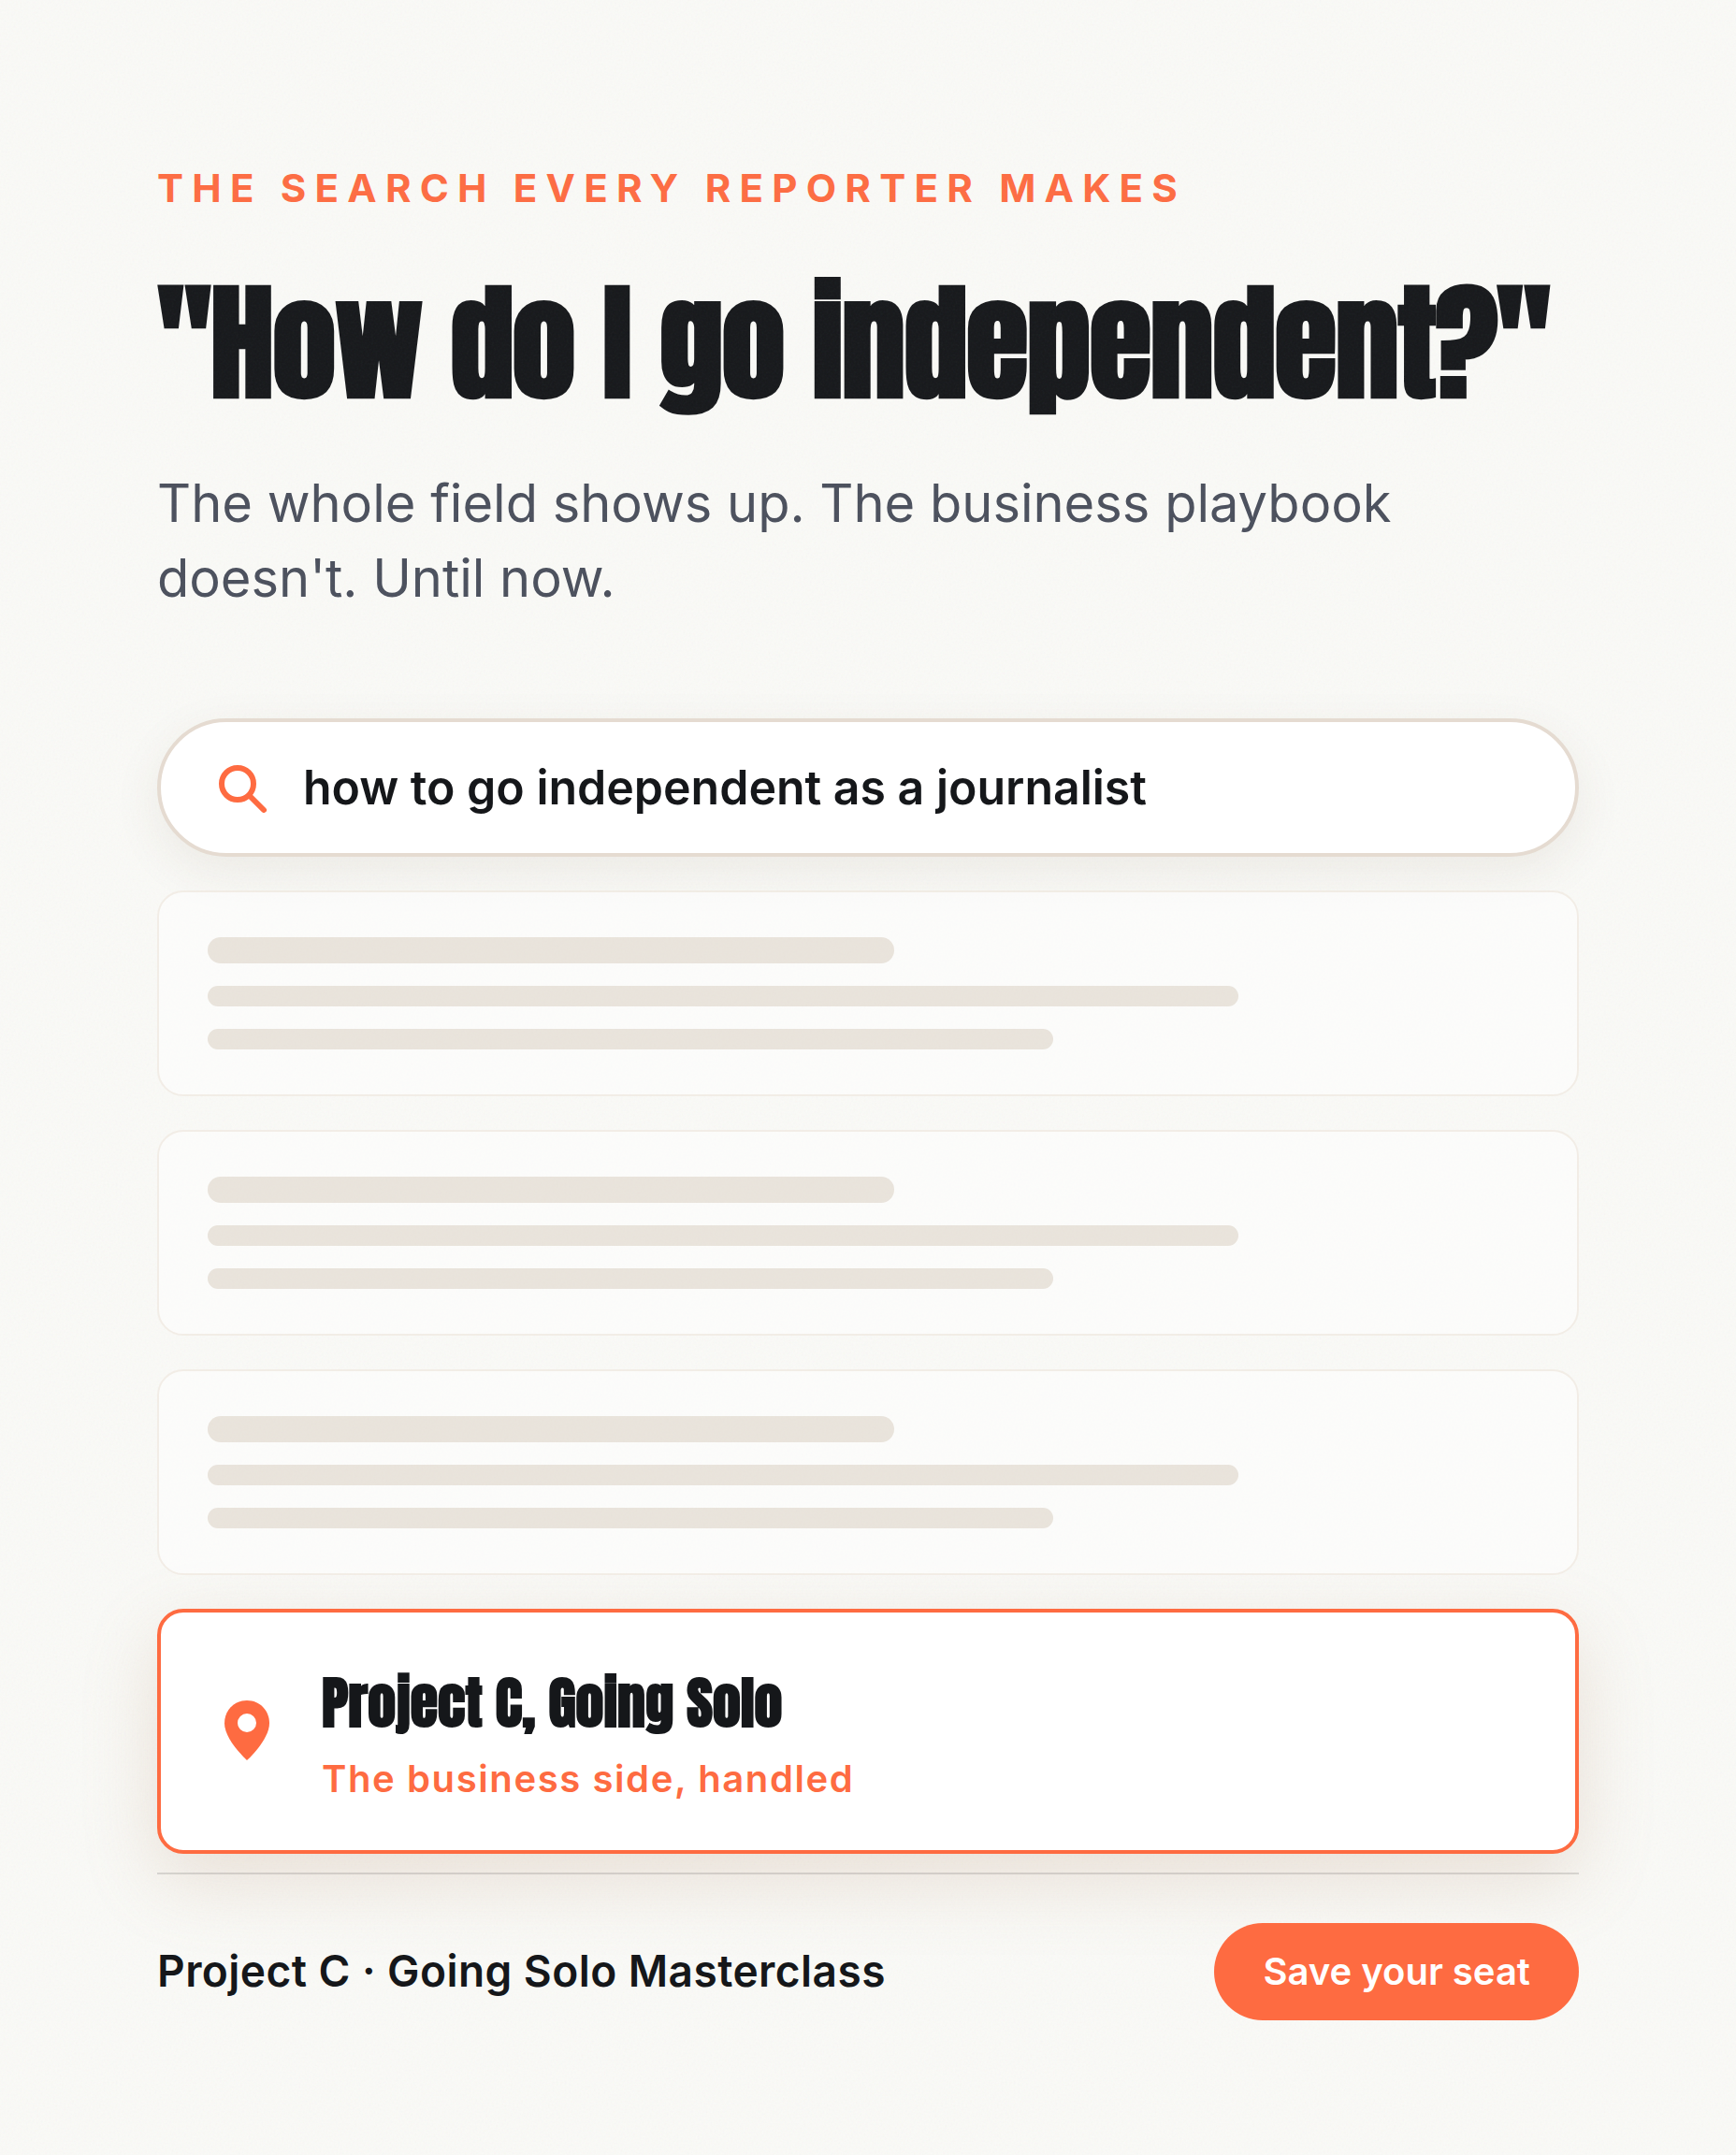 THE SEARCH EVERY REPORTER MAKES
"How do I go independent?"
The whole field shows up. The business playbook
doesn't. Until now.
how to go independent as a journalist
Project C, Going Solo
The business side, handled
Project C · Going Solo Masterclass
Save your seat